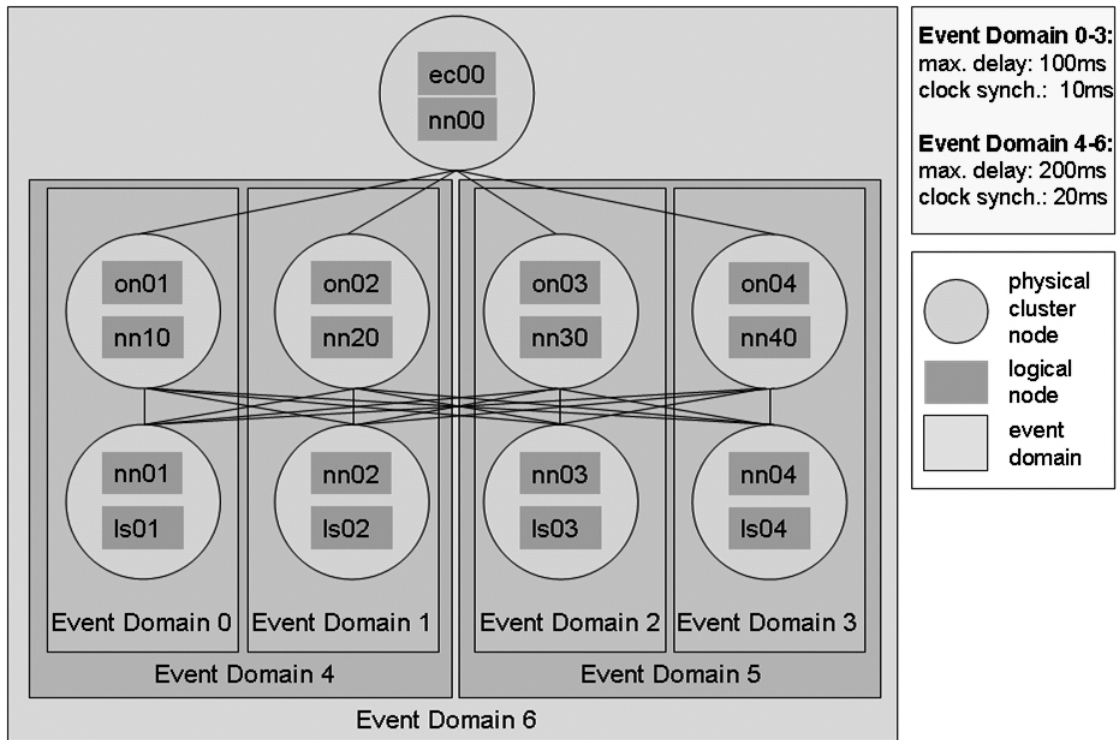 ec00
nn00
on01
on02
on03
on04
nn10
nn20
nn30
nn40
nn01
nn02
nn03
nn04
ls01
ls02
ls03
ls04
Event Domain 0
Event Domain 1
Event Domain 2
Event Domain 3
Event Domain 4
Event Domain 5
Event Domain 6
Event Domain 0-3:
max. delay: 100ms
clock synch.: 10ms
Event Domain 4-6:
max. delay: 200ms
clock synch.: 20ms
physical
cluster
node
logical
node
event
domain